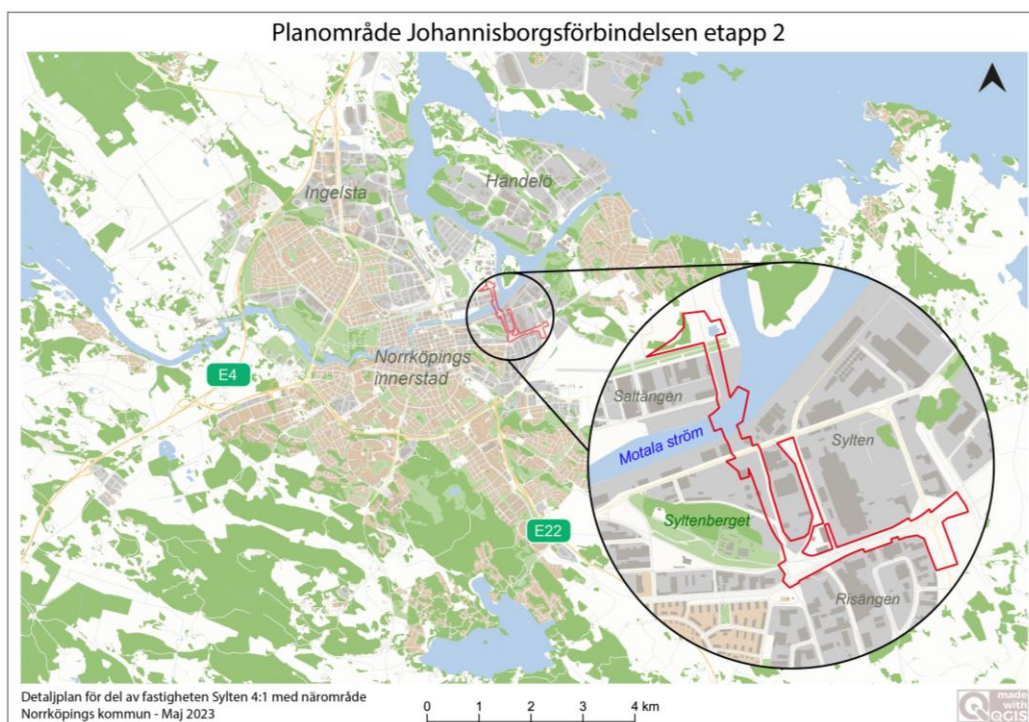 Planområde Johannisborgsförbindelsen etapp 2
Ingelsta
Handelö
E4
Norrköpings
innerstad
Saltängen
Motala ström
Sylten
Syltenberget
E22
Risängen
Detaljplan för del av fastigheten Sylten 4:1 med närområde
Norrköpings kommun - Maj 2023
0 1 2 3 4 km
made
with
QGIS